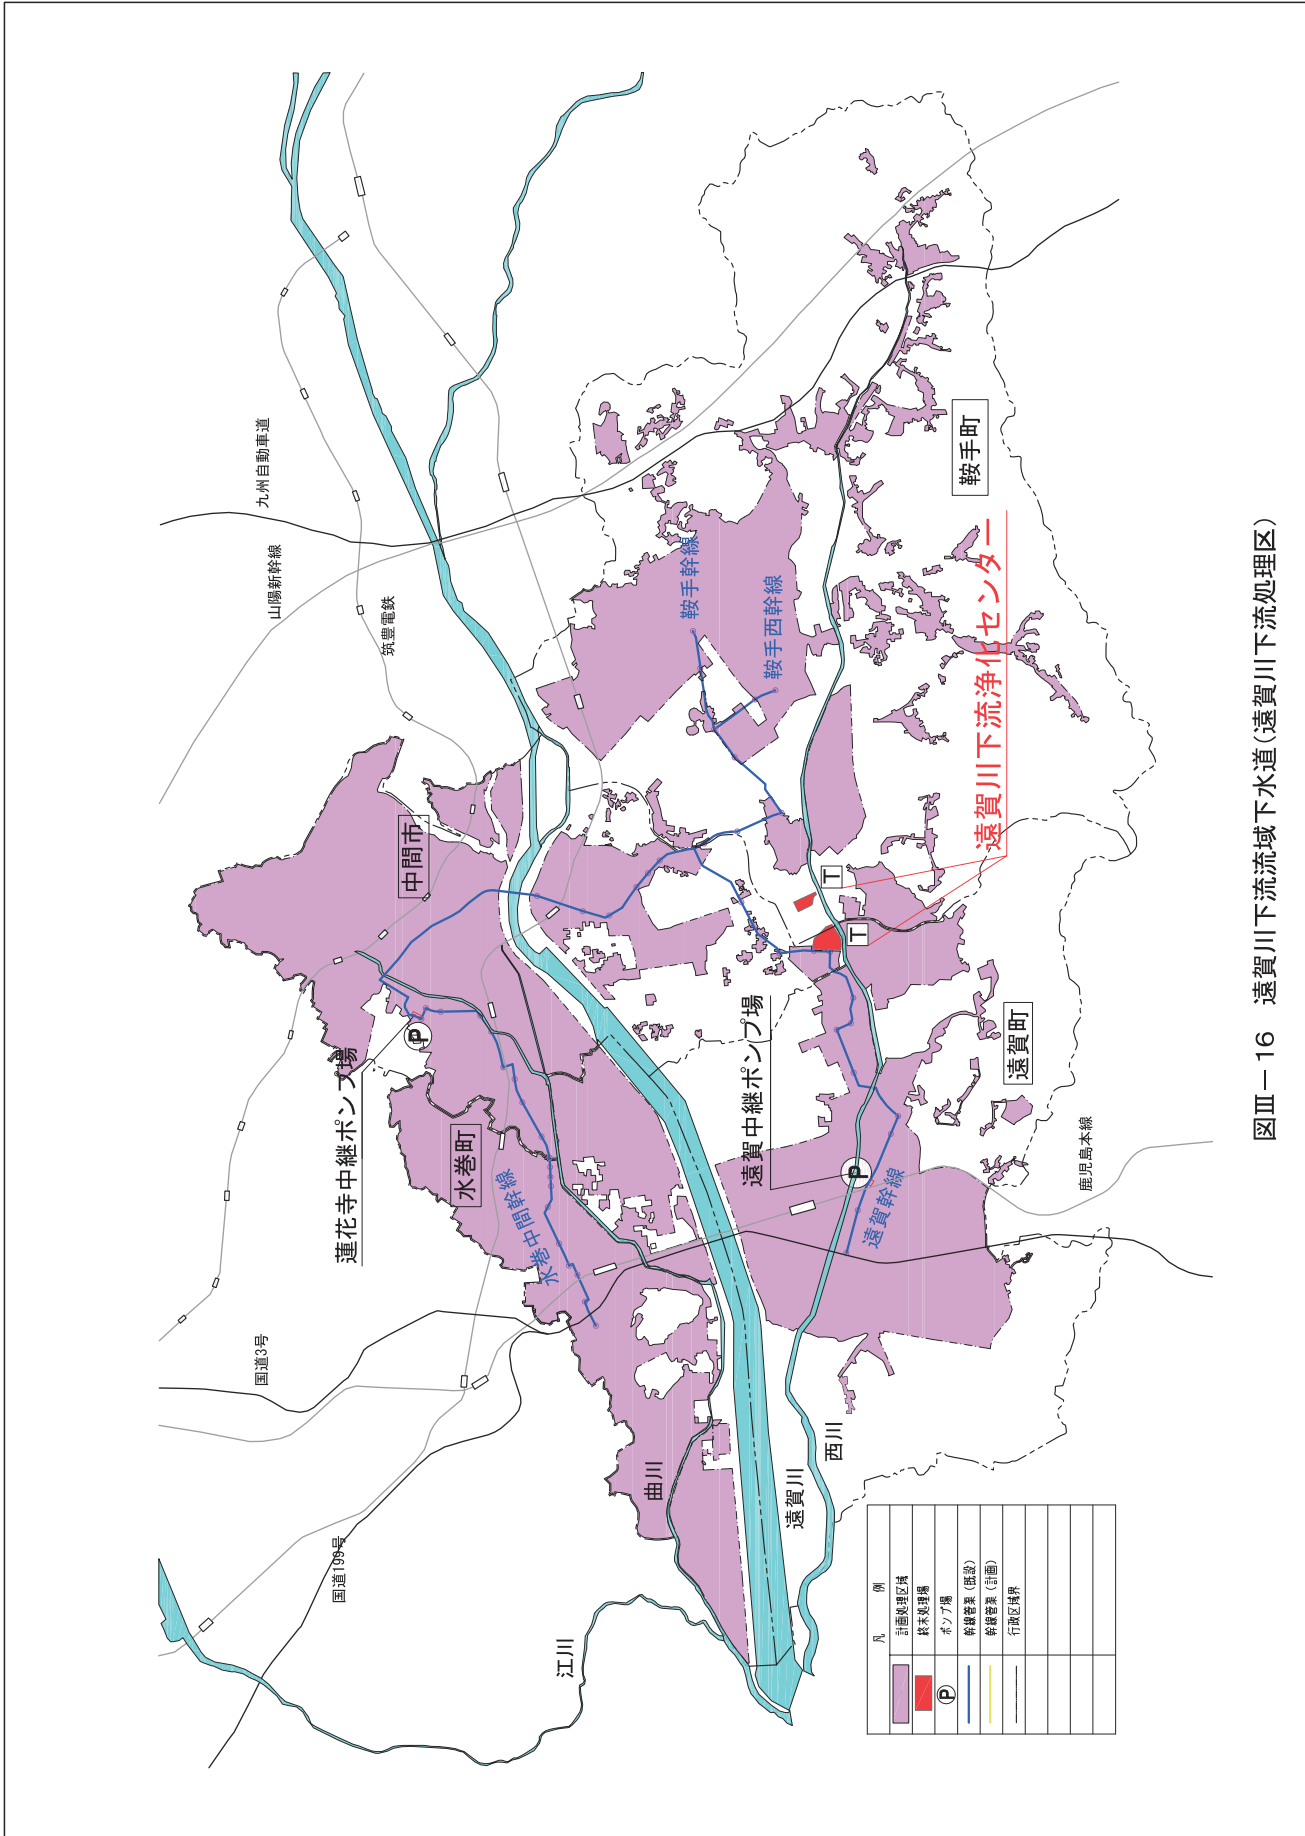 九州自動車道
山陽新幹線
筑豊電鉄
中間市
鞍手幹線
鞍手西幹線
鞍手町
遠賀川下流浄化センター
T
T
P
蓮花寺中継ポンプ場
水巻町
水巻中間幹線
遠賀中継ポンプ場
P
遠賀幹線
遠賀町
鹿児島本線
国道3号
国道199号
曲川
遠賀川
西川
江川
凡 例
計画処理区域
終末処理場
P ポンプ場
幹線管渠(既設)
幹線管渠(計画)
行政区域界
図Ⅲ－16 遠賀川下流流域下水道(遠賀川下流処理区)